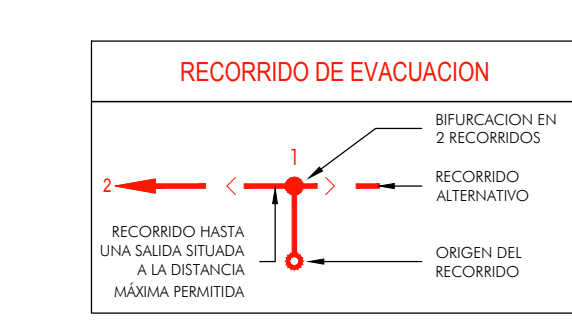 RECORRIDO DE EVACUACION
BIFURCACION EN
2 RECORRIDOS
1
2
RECORRIDO
ALTERNATIVO
RECORRIDO HASTA
UNA SALIDA SITUADA
A LA DISTANCIA
MÁXIMA PERMITIDA
ORIGEN DEL
RECORRIDO